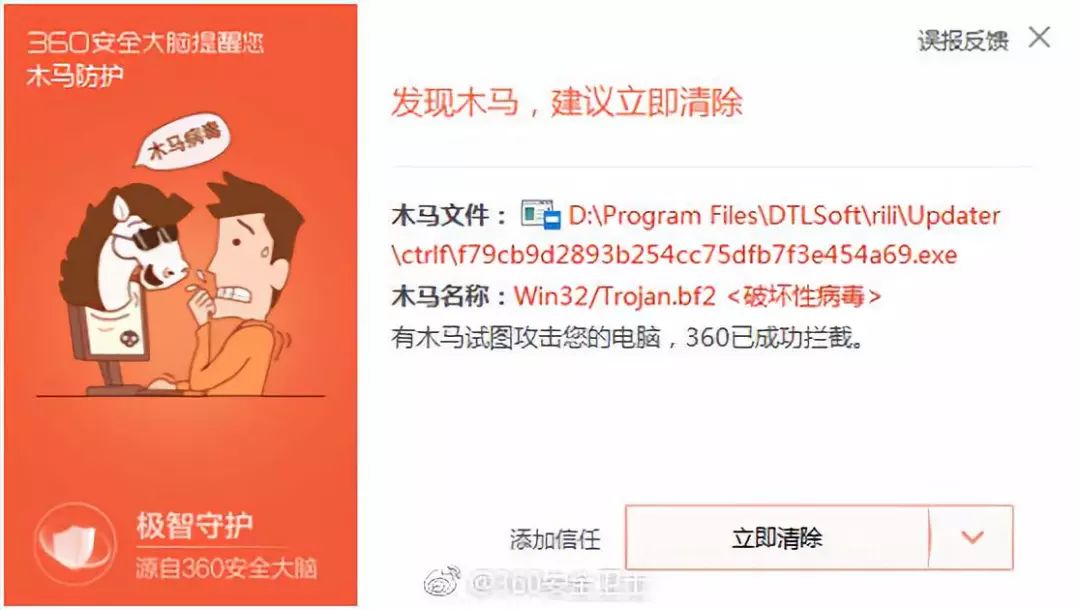 360安全大脑提醒您
木马防护
木马病毒
极智守护
源自360安全大脑
误报反馈
发现木马，建议立即清除
木马文件： D:\Program Files\DTLSoft\rili\Updater
\ctrlf\f79cb9d2893b254cc75dfb7f3e454a69.exe
木马名称：Win32/Trojan.bf2 <破坏性病毒>
有木马试图攻击您的电脑，360已成功拦截。
添加信任
立即清除
@360安全卫士